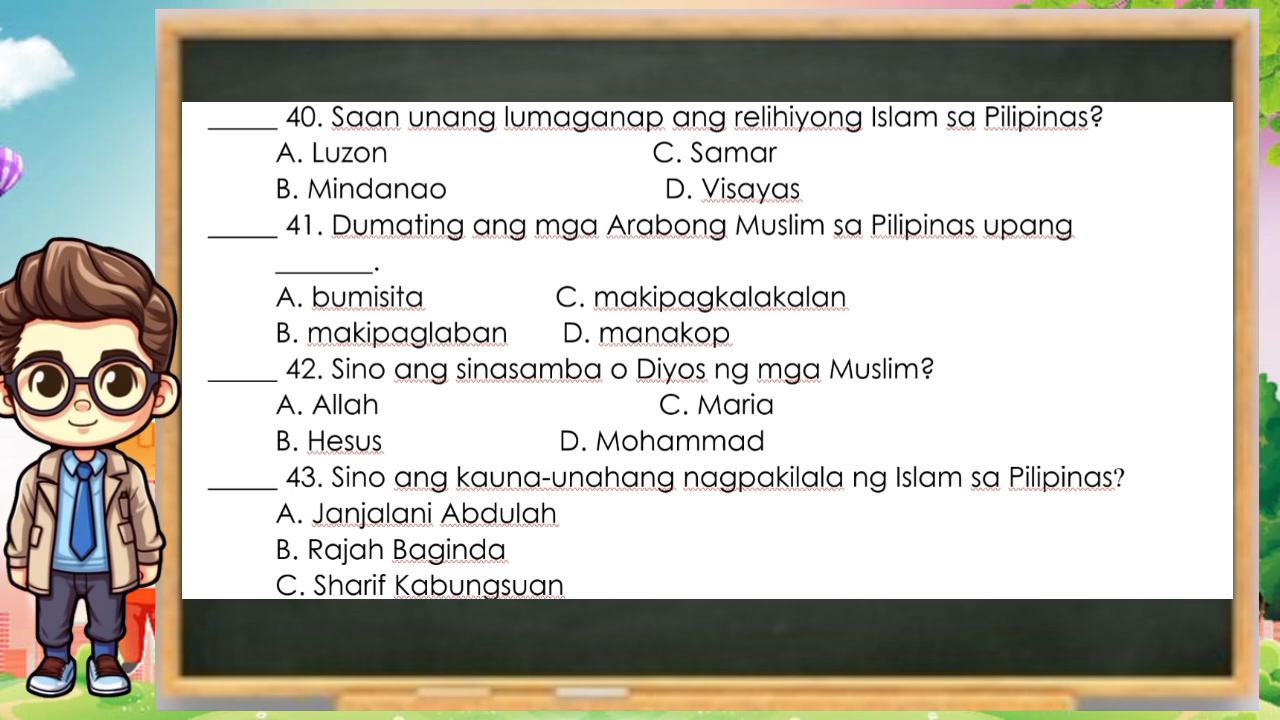 _____ 40. Saan unang lumaganap ang relihiyong Islam sa Pilipinas?
A. Luzon C. Samar
B. Mindanao D. Visayas
_____ 41. Dumating ang mga Arabong Muslim sa Pilipinas upang
_______.
A. bumisita C. makipagkalakalan
B. makipaglaban D. manakop
_____ 42. Sino ang sinasamba o Diyos ng mga Muslim?
A. Allah C. Maria
B. Hesus D. Mohammad
_____ 43. Sino ang kauna-unahang nagpakilala ng Islam sa Pilipinas?
A. Janjalani Abdulah
B. Rajah Baginda
C. Sharif Kabungsuan